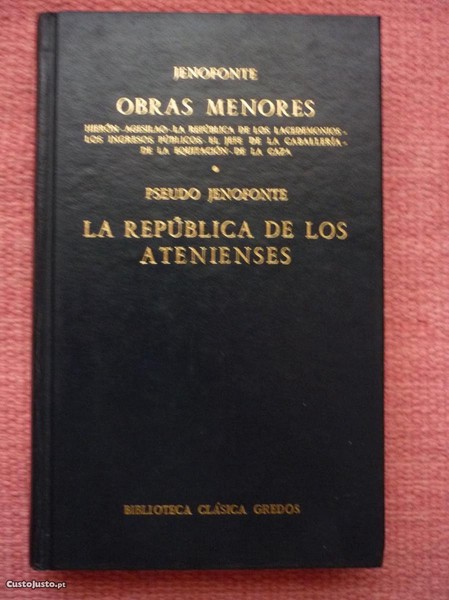 JENOFONTE
OBRAS MENORES
HIERÓN - AGESILAO - LA REPÚBLICA DE LOS LACEDEMONIOS -
LOS INGRESOS PÚBLICOS - EL JEFE DE LA CABALLERÍA -
DE LA EQUITACIÓN - DE LA CAZA
PSEUDO JENOFONTE
LA REPÚBLICA DE LOS
ATENIENSES
BIBLIOTECA CLÁSICA GREDOS
CustoJusto.pt